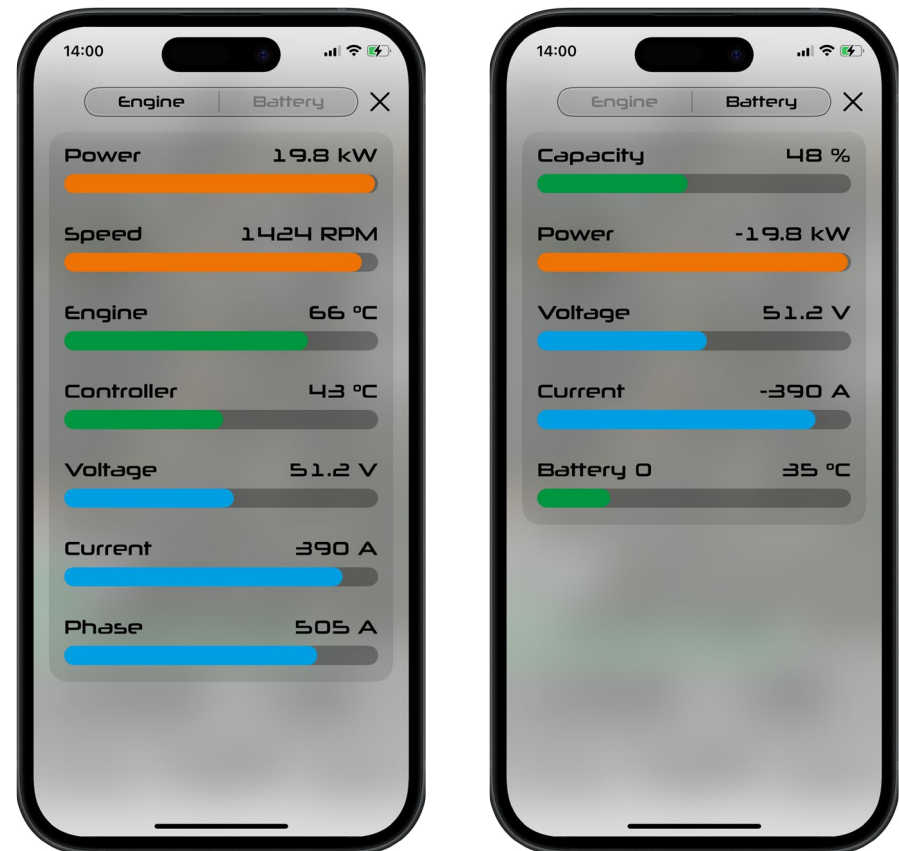 14:00
Engine Battery
Power 19.8 kW
Speed 1424 RPM
Engine 66 °C
Controller 43 °C
Voltage 51.2 V
Current 390 A
Phase 505 A
14:00
Engine Battery
Capacity 48 %
Power -19.8 kW
Voltage 51.2 V
Current -390 A
Battery 0 35 °C